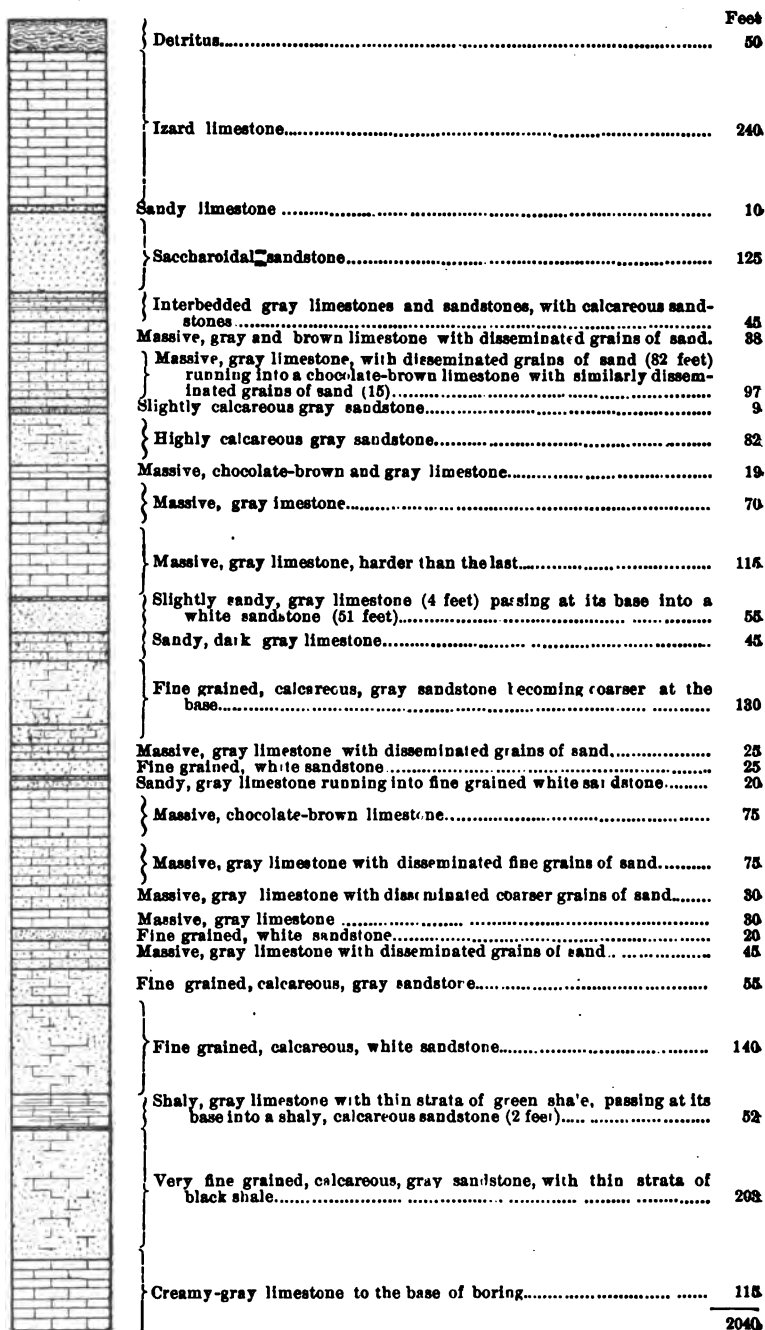 Feet
Detritus.... 50
Izard limestone.... 240
Sandy limestone .... 10
Saccharoidal sandstone.... 125
Interbedded gray limestones and sandstones, with calcareous sand-
stones.... 45
Massive, gray and brown limestone with disseminated grains of sand. 38
Massive, gray limestone, with disseminated grains of sand (82 feet)
running into a chocolate-brown limestone with similarly dissem-
inated grains of sand (15).... 97
Slightly calcareous gray sandstone.... 9
Highly calcareous gray sandstone.... 82
Massive, chocolate-brown and gray limestone.... 19
Massive, gray imestone.... 70
Massive, gray limestone, harder than the last.... 115
Slightly sandy, gray limestone (4 feet) passing at its base into a
white sandstone (51 feet).... 55
Sandy, dark gray limestone.... 45
Fine grained, calcareous, gray sandstone becoming coarser at the
base.... 130
Massive, gray limestone with disseminated grains of sand.... 25
Fine grained, white sandstone.... 25
Sandy, gray limestone running into fine grained white sandstone.... 20
Massive, chocolate-brown limestone.... 75
Massive, gray limestone with disseminated fine grains of sand.... 75
Massive, gray limestone with disseminated coarser grains of sand.... 30
Massive, gray limestone .... 30
Fine grained, white sandstone.... 20
Massive, gray limestone with disseminated grains of sand.... 45
Fine grained, calcareous, gray sandstone.... 55
Fine grained, calcareous, white sandstone.... 140
Shaly, gray limestone with thin strata of green shale, passing at its
base into a shaly, calcareous sandstone (2 feet).... 52
Very fine grained, calcareous, gray sandstone, with thin strata of
black shale.... 203
Creamy-gray limestone to the base of boring.... 115
2040